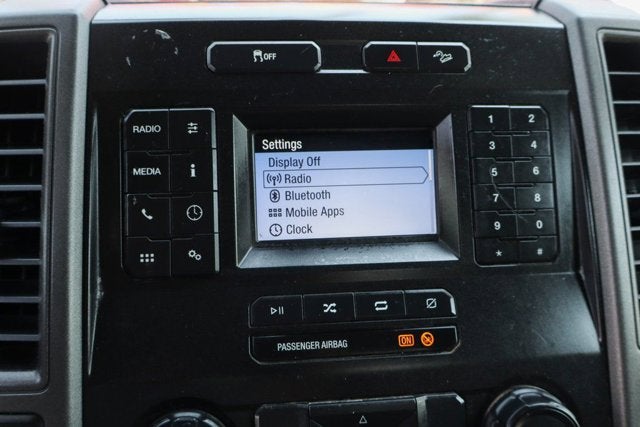 OFF
RADIO
MEDIA
i
Settings
Display Off
Radio
Bluetooth
Mobile Apps
Clock
1 2
3 4
5 6
7 8
9 0
* #
PASSENGER AIRBAG ON